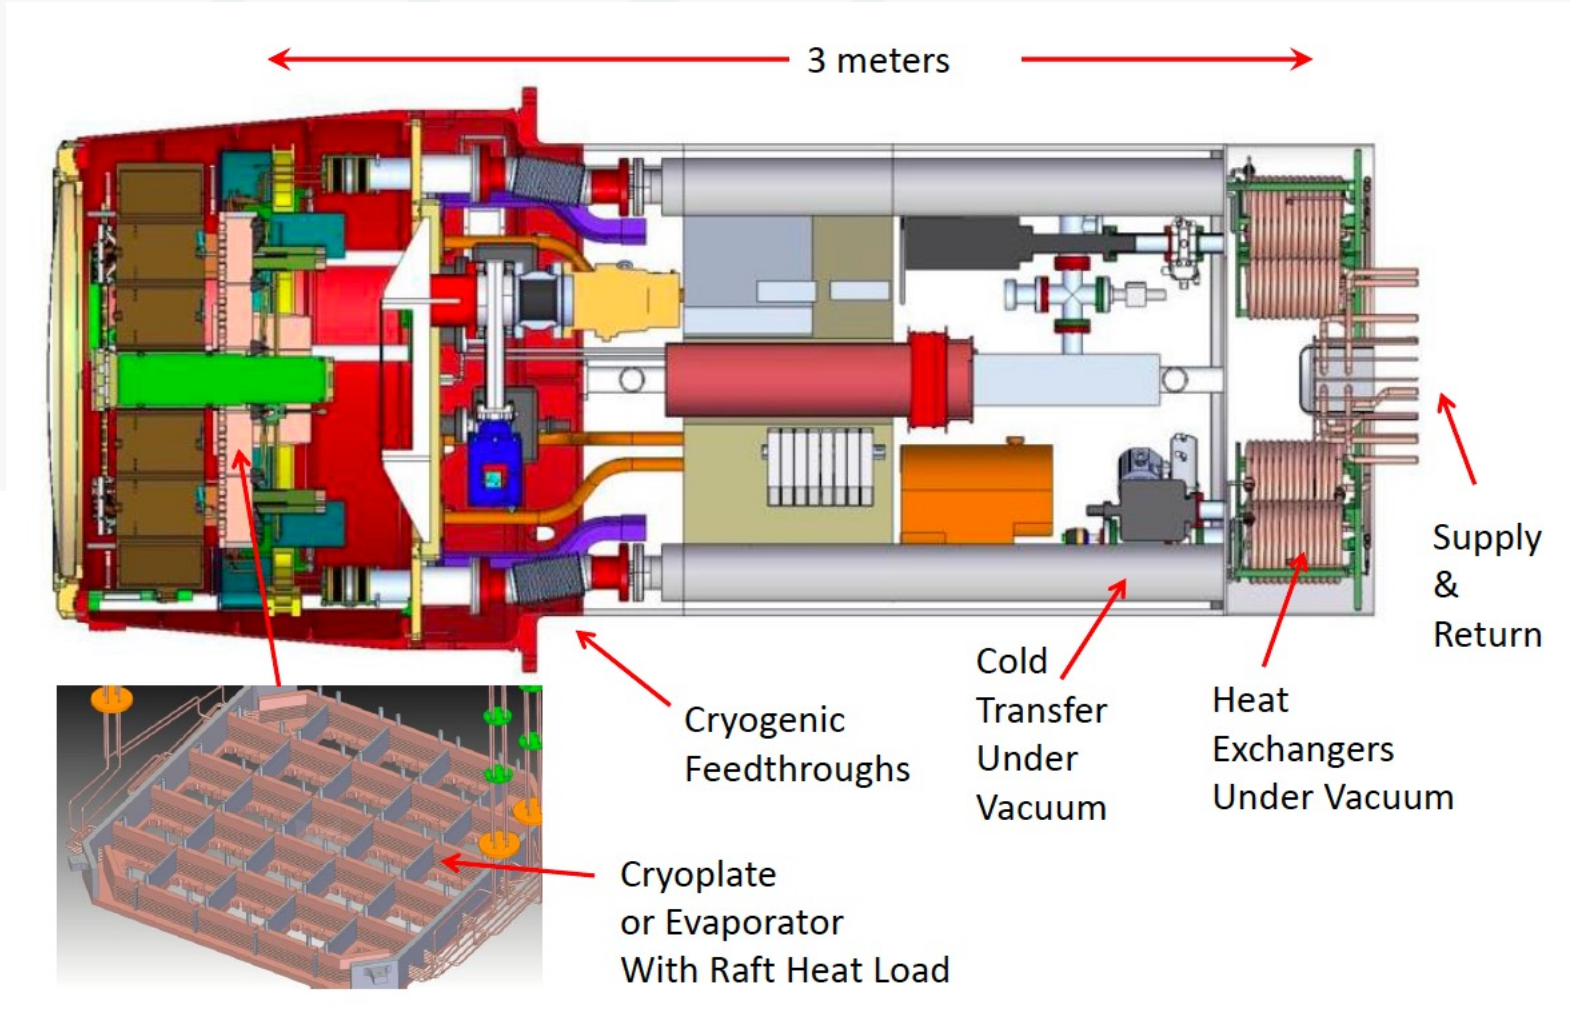 3 meters
Supply
&
Return
Cold
Transfer
Under
Vacuum
Heat
Exchangers
Under Vacuum
Cryogenic
Feedthroughs
Cryoplate
or Evaporator
With Raft Heat Load